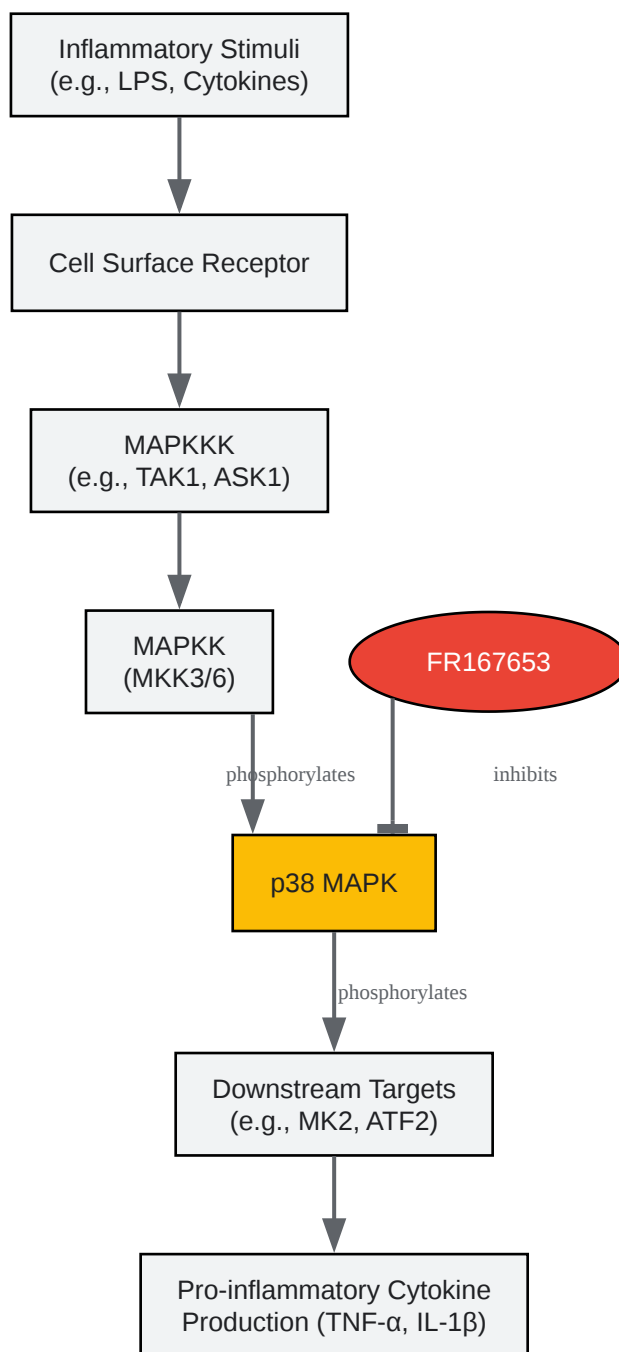 Inflammatory Stimuli
(e.g., LPS, Cytokines)
Cell Surface Receptor
MAPKKK
(e.g., TAK1, ASK1)
MAPKK
(MKK3/6)
FR167653
phosphorylates
inhibits
p38 MAPK
phosphorylates
Downstream Targets
(e.g., MK2, ATF2)
Pro-inflammatory Cytokine
Production (TNF-α, IL-1β)